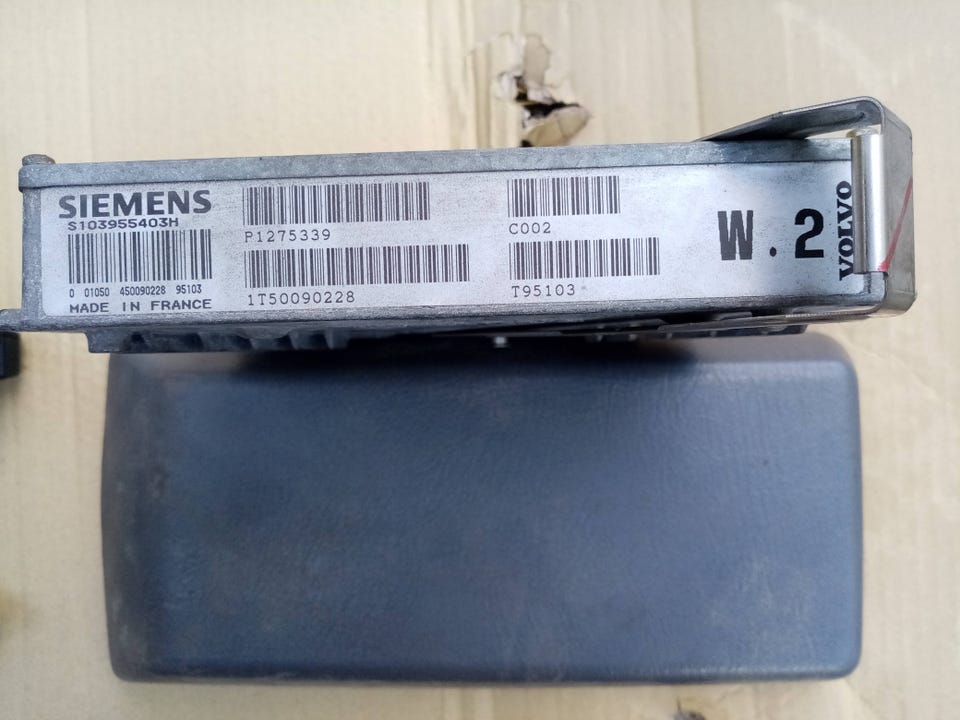 SIEMENS
S103955403H
0 01050 450090228 95103
MADE IN FRANCE
P1275339
1T50090228
C002
T95103
W.2
VOLVO